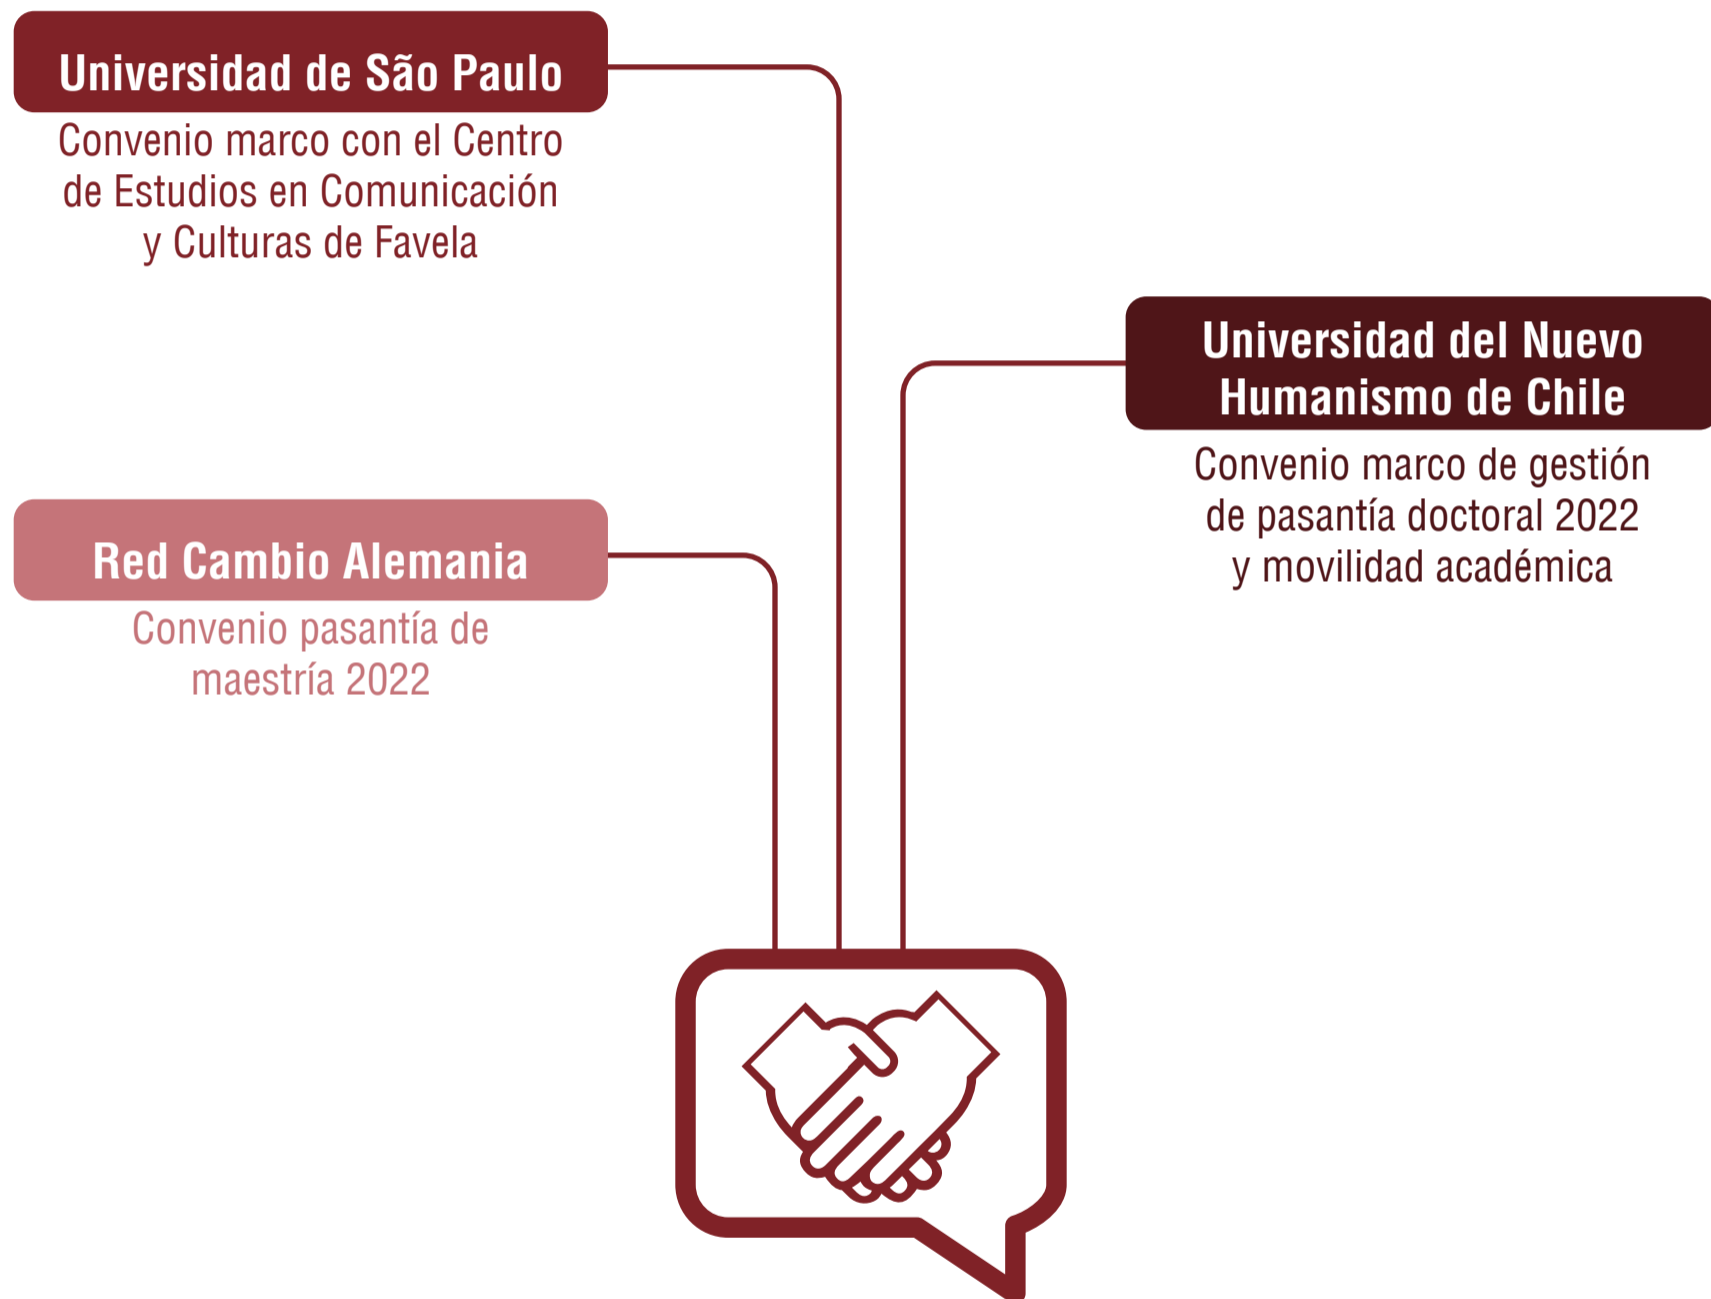 Universidad de São Paulo
Convenio marco con el Centro
de Estudios en Comunicación
y Culturas de Favela
Universidad del Nuevo
Humanismo de Chile
Convenio marco de gestión
de pasantía doctoral 2022
y movilidad académica
Red Cambio Alemania
Convenio pasantía de
maestría 2022